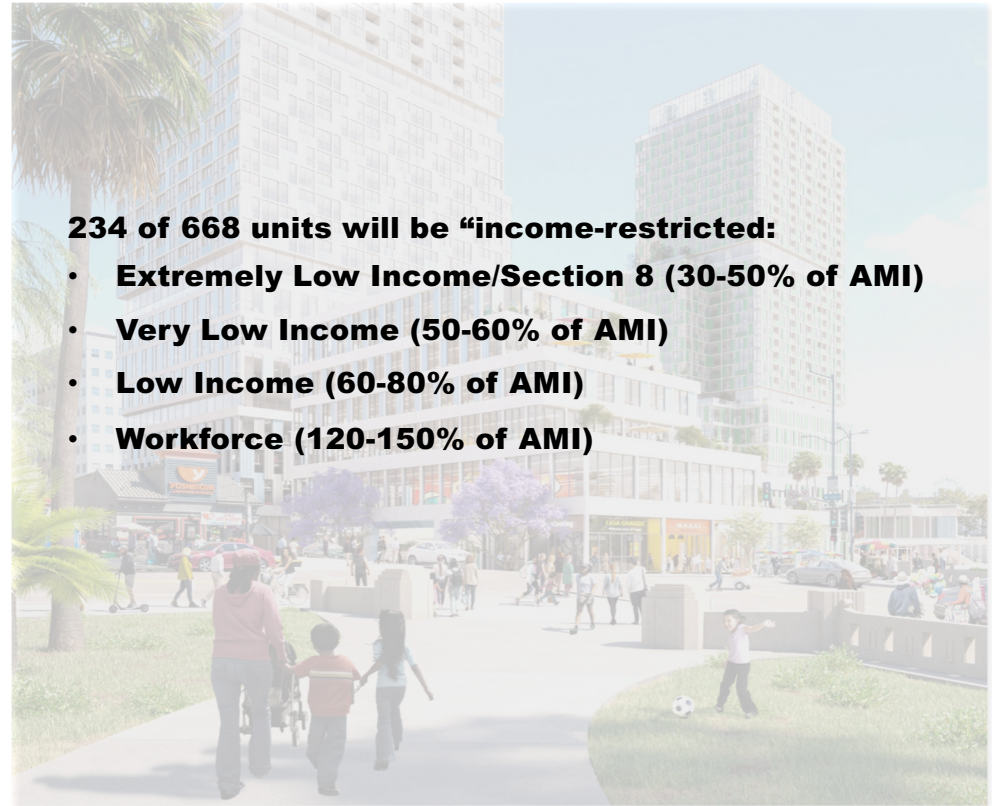 234 of 668 units will be “income-restricted:
• Extremely Low Income/Section 8 (30-50% of AMI)
• Very Low Income (50-60% of AMI)
• Low Income (60-80% of AMI)
• Workforce (120-150% of AMI)